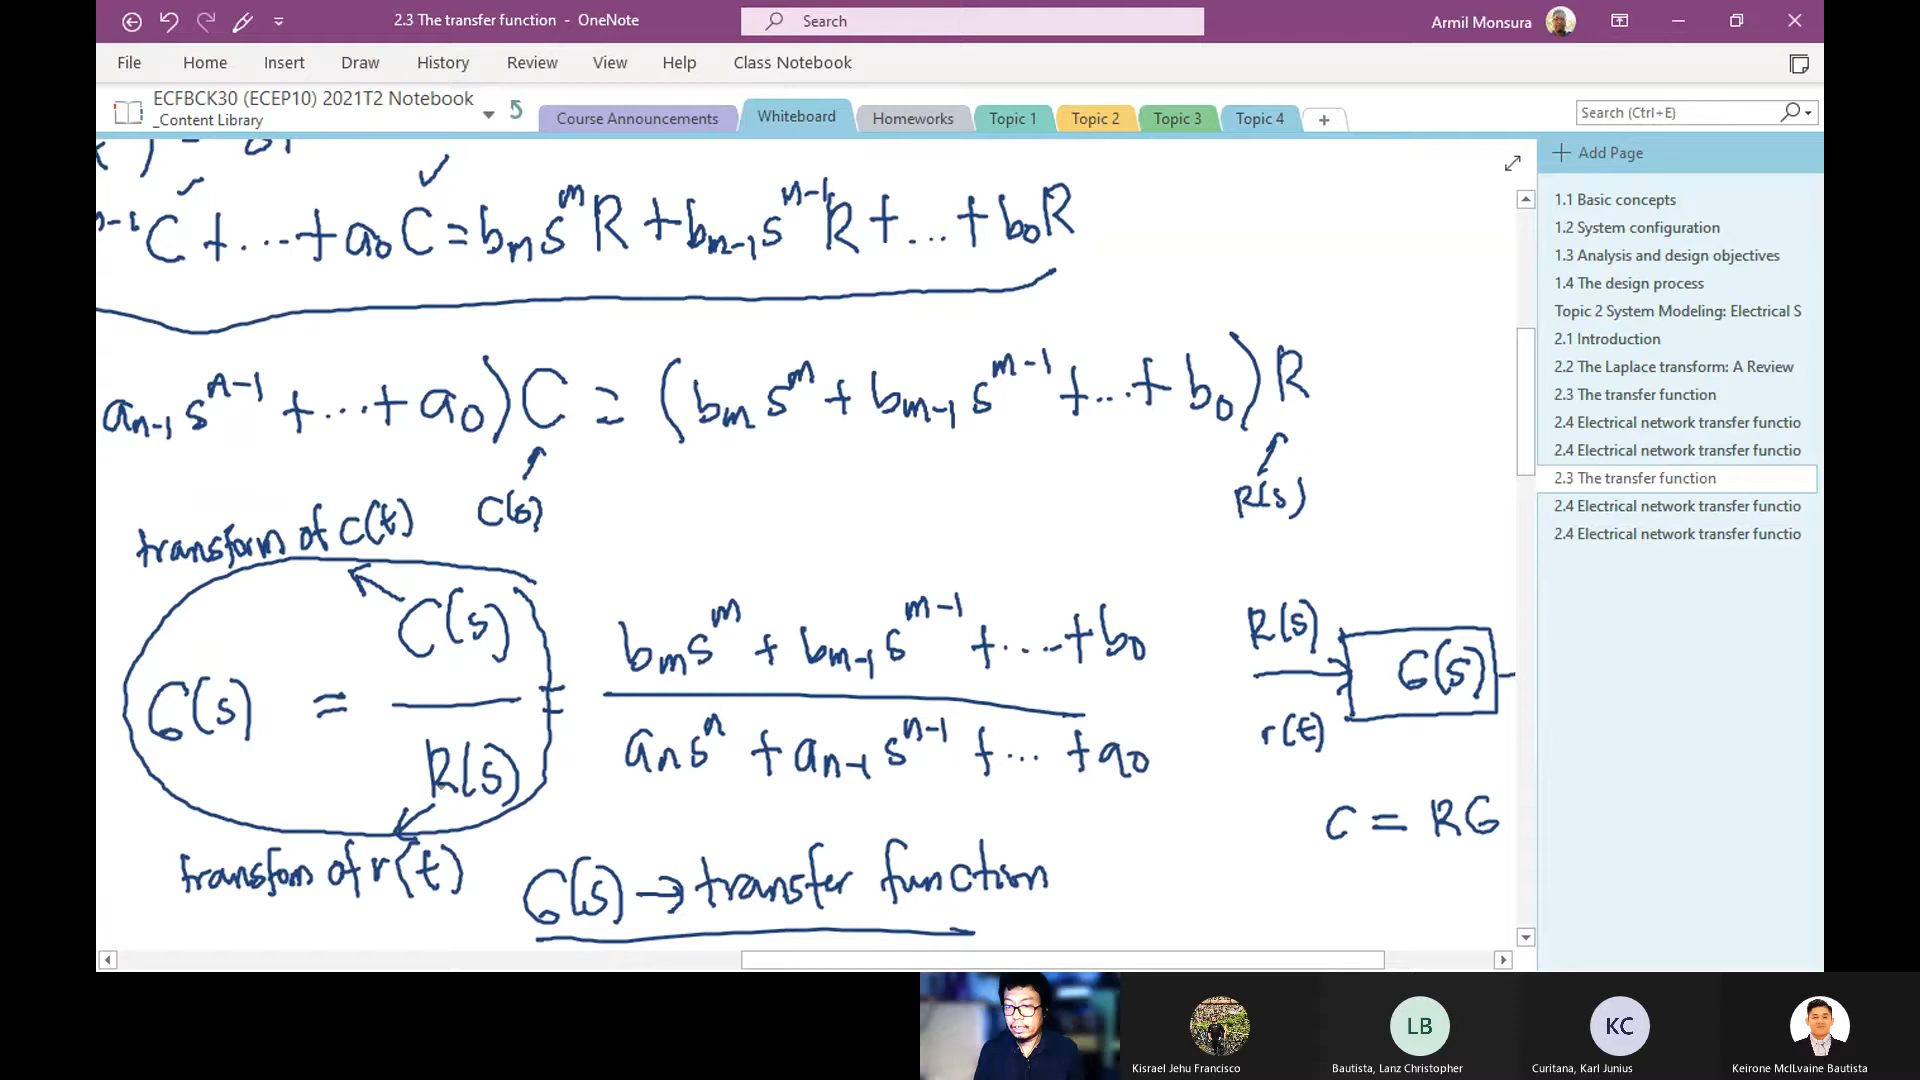 2.3 The transfer function - OneNote
Search
Armil Monsura
File Home Insert Draw History Review View Help Class Notebook
ECFBCK30 (ECEP10) 2021T2 Notebook
_Content Library
Course Announcements Whiteboard Homeworks Topic 1 Topic 2 Topic 3 Topic 4 +
Search (Ctrl+E)
n-1 C + ... + a0 C = bm s^m R + bm-1 s^m-1 R + ... + b0 R
an-1 s^n-1 + ... + a0) C = (bm s^m + bm-1 s^m-1 + ... + b0) R
C(s)
R(s)
transform of c(t)
G(s) = C(s) / R(s) = bm s^m + bm-1 s^m-1 + .... + b0 / an s^n + an-1 s^n-1 + ... + a0
transfom of r(t)
G(s) → transfer function
R(s)
G(s)
r(t)
C = RG
Add Page
1.1 Basic concepts
1.2 System configuration
1.3 Analysis and design objectives
1.4 The design process
Topic 2 System Modeling: Electrical S
2.1 Introduction
2.2 The Laplace transform: A Review
2.3 The transfer function
2.4 Electrical network transfer functio
2.4 Electrical network transfer functio
2.3 The transfer function
2.4 Electrical network transfer functio
2.4 Electrical network transfer functio
LB
KC
Kisrael Jehu Francisco
Bautista, Lanz Christopher
Curitana, Karl Junius
Keirone McIlvaine Bautista